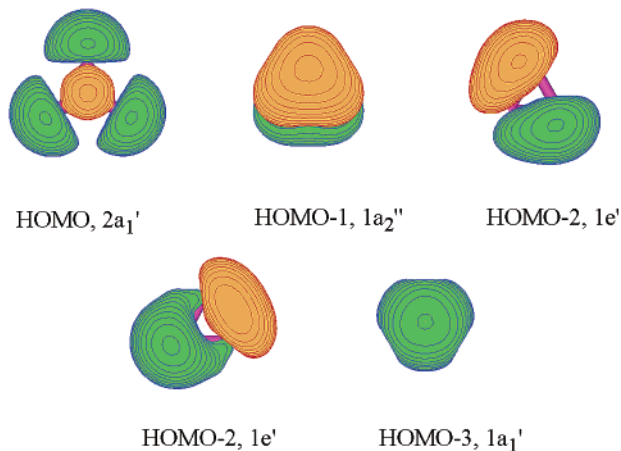 HOMO, 2a₁'
HOMO-1, 1a₂"
HOMO-2, 1e'
HOMO-2, 1e'
HOMO-3, 1a₁'